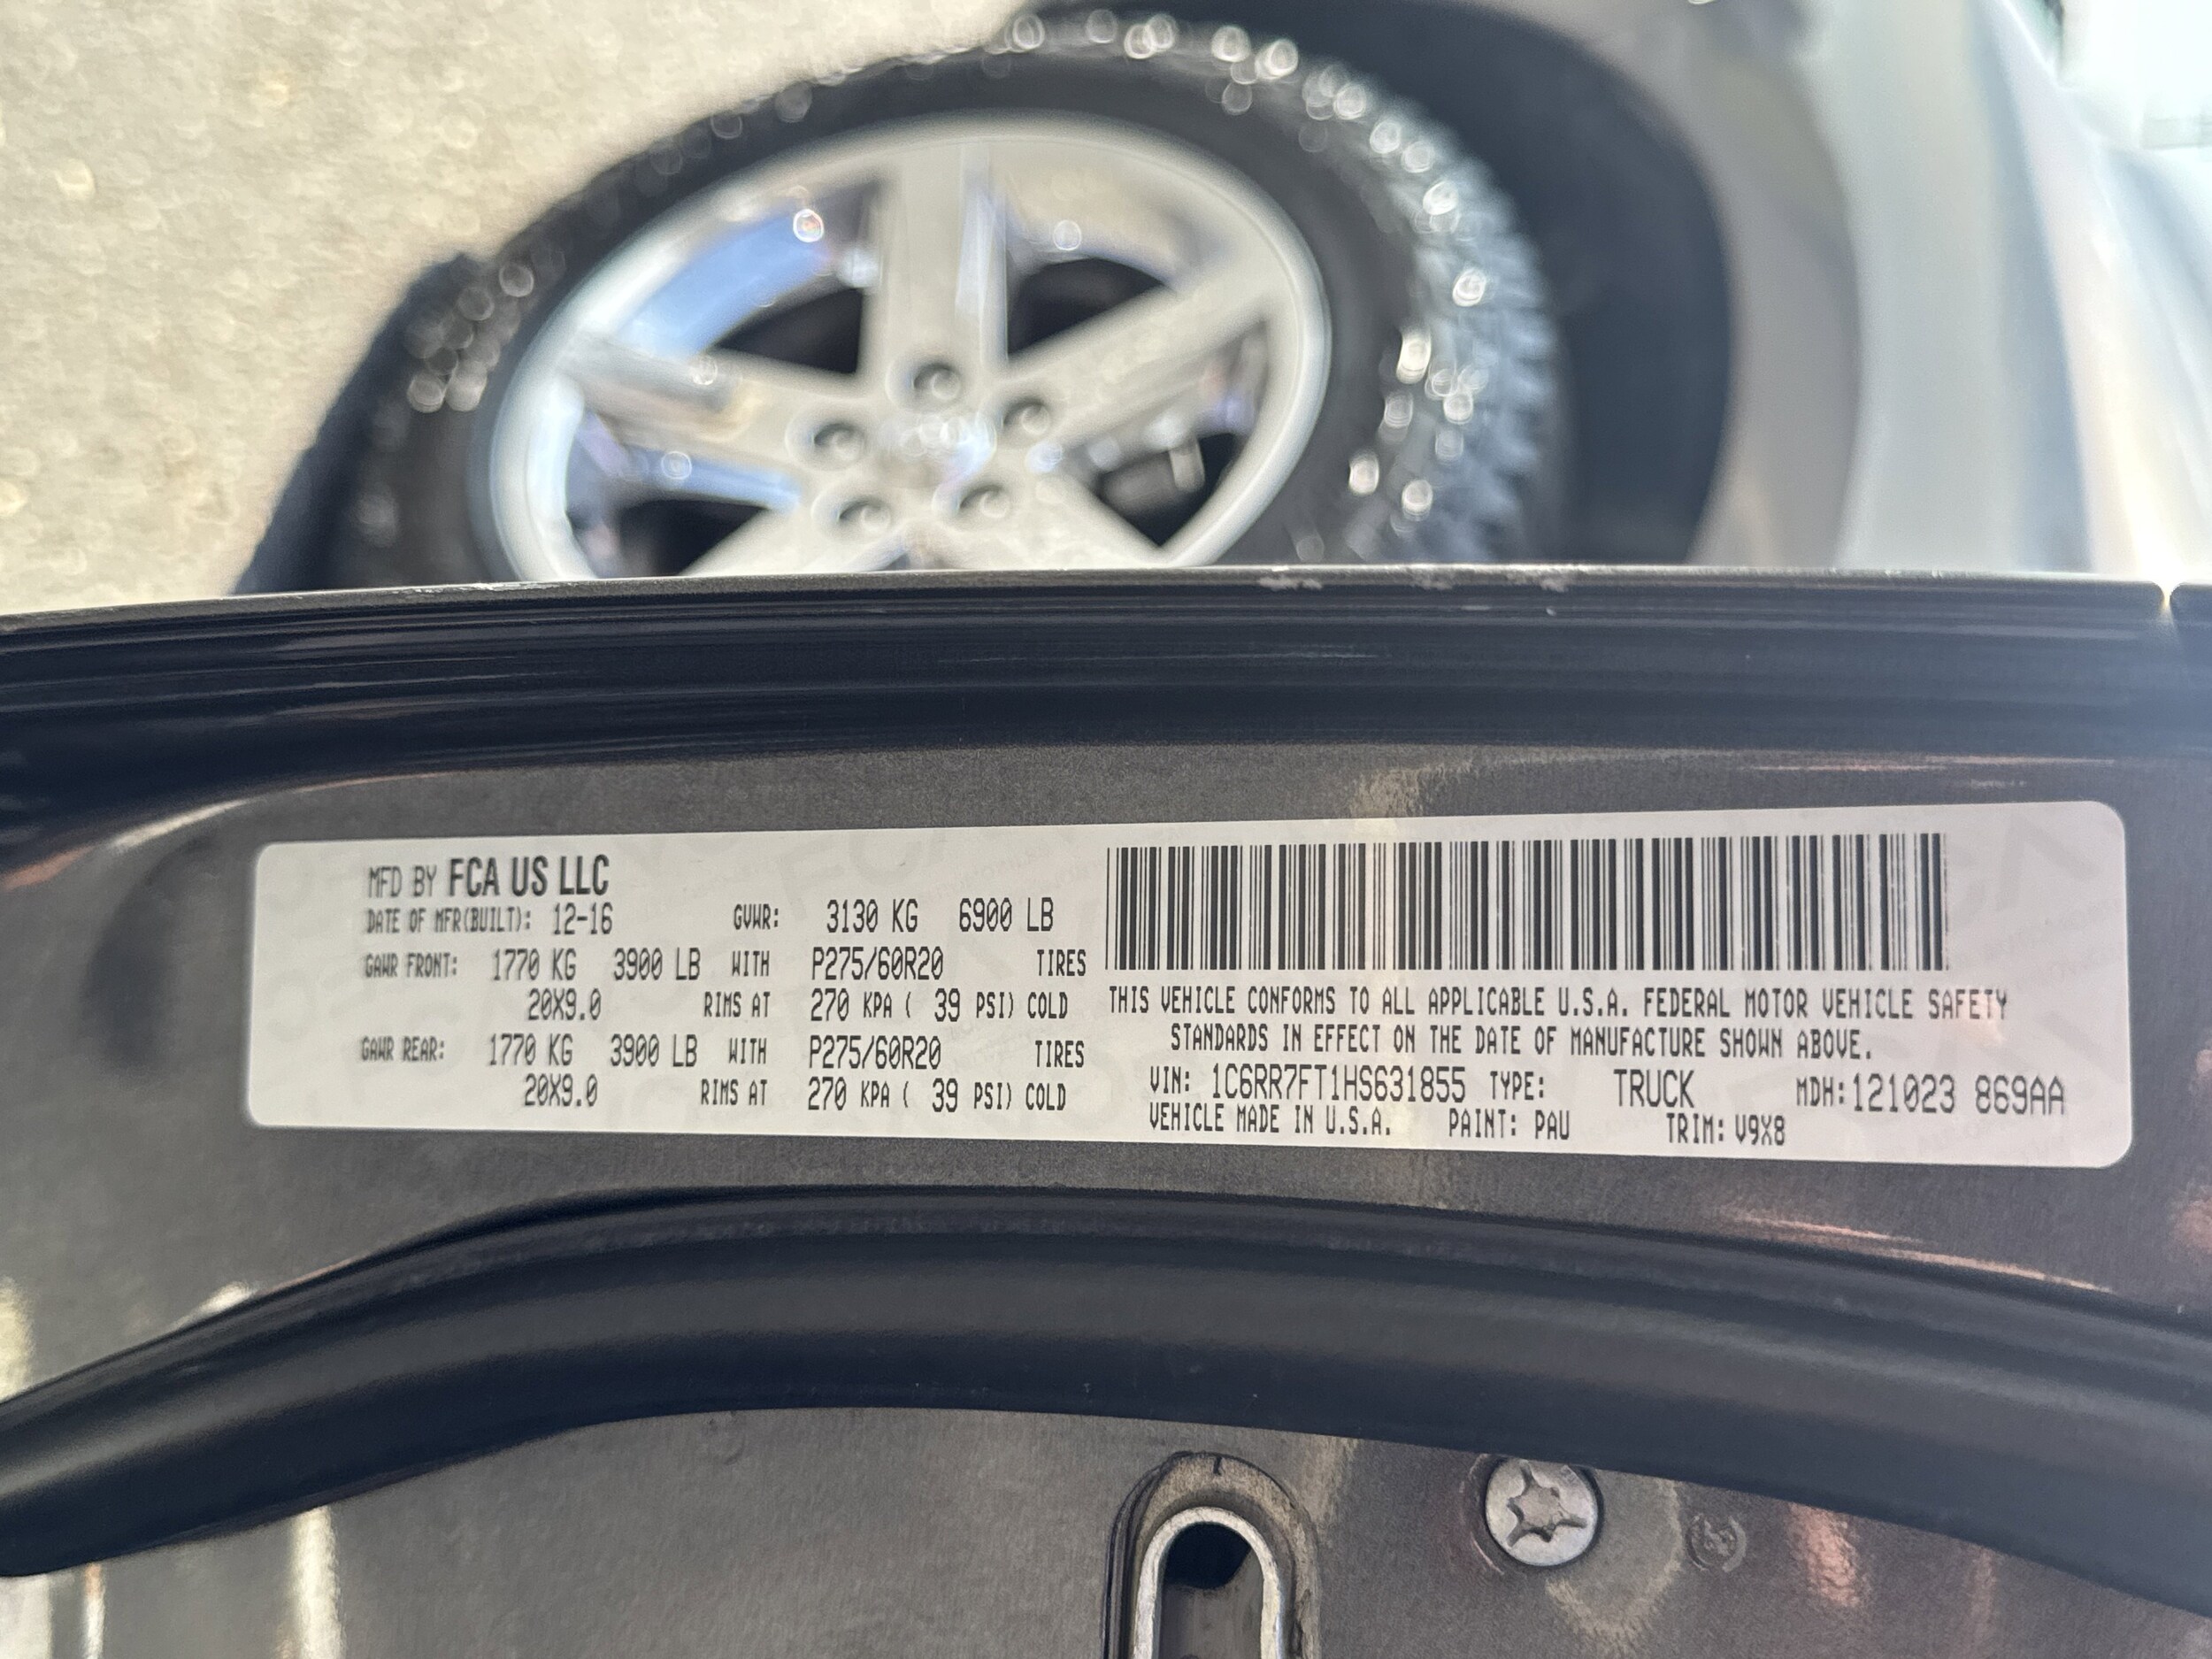 MFD BY FCA US LLC
DATE OF MFR(BUILT): 12-16 GVWR: 3130 KG 6900 LB
GAWR FRONT: 1770 KG 3900 LB WITH P275/60R20 TIRES
20X9.0 RIMS AT 270 KPA ( 39 PSI) COLD
GAWR REAR: 1770 KG 3900 LB WITH P275/60R20 TIRES
20X9.0 RIMS AT 270 KPA ( 39 PSI) COLD
THIS VEHICLE CONFORMS TO ALL APPLICABLE U.S.A. FEDERAL MOTOR VEHICLE SAFETY
STANDARDS IN EFFECT ON THE DATE OF MANUFACTURE SHOWN ABOVE.
VIN: 1C6RR7FT1HS631855 TYPE: TRUCK MDH:121023 869AA
VEHICLE MADE IN U.S.A. PAINT: PAU TRIM: V9X8